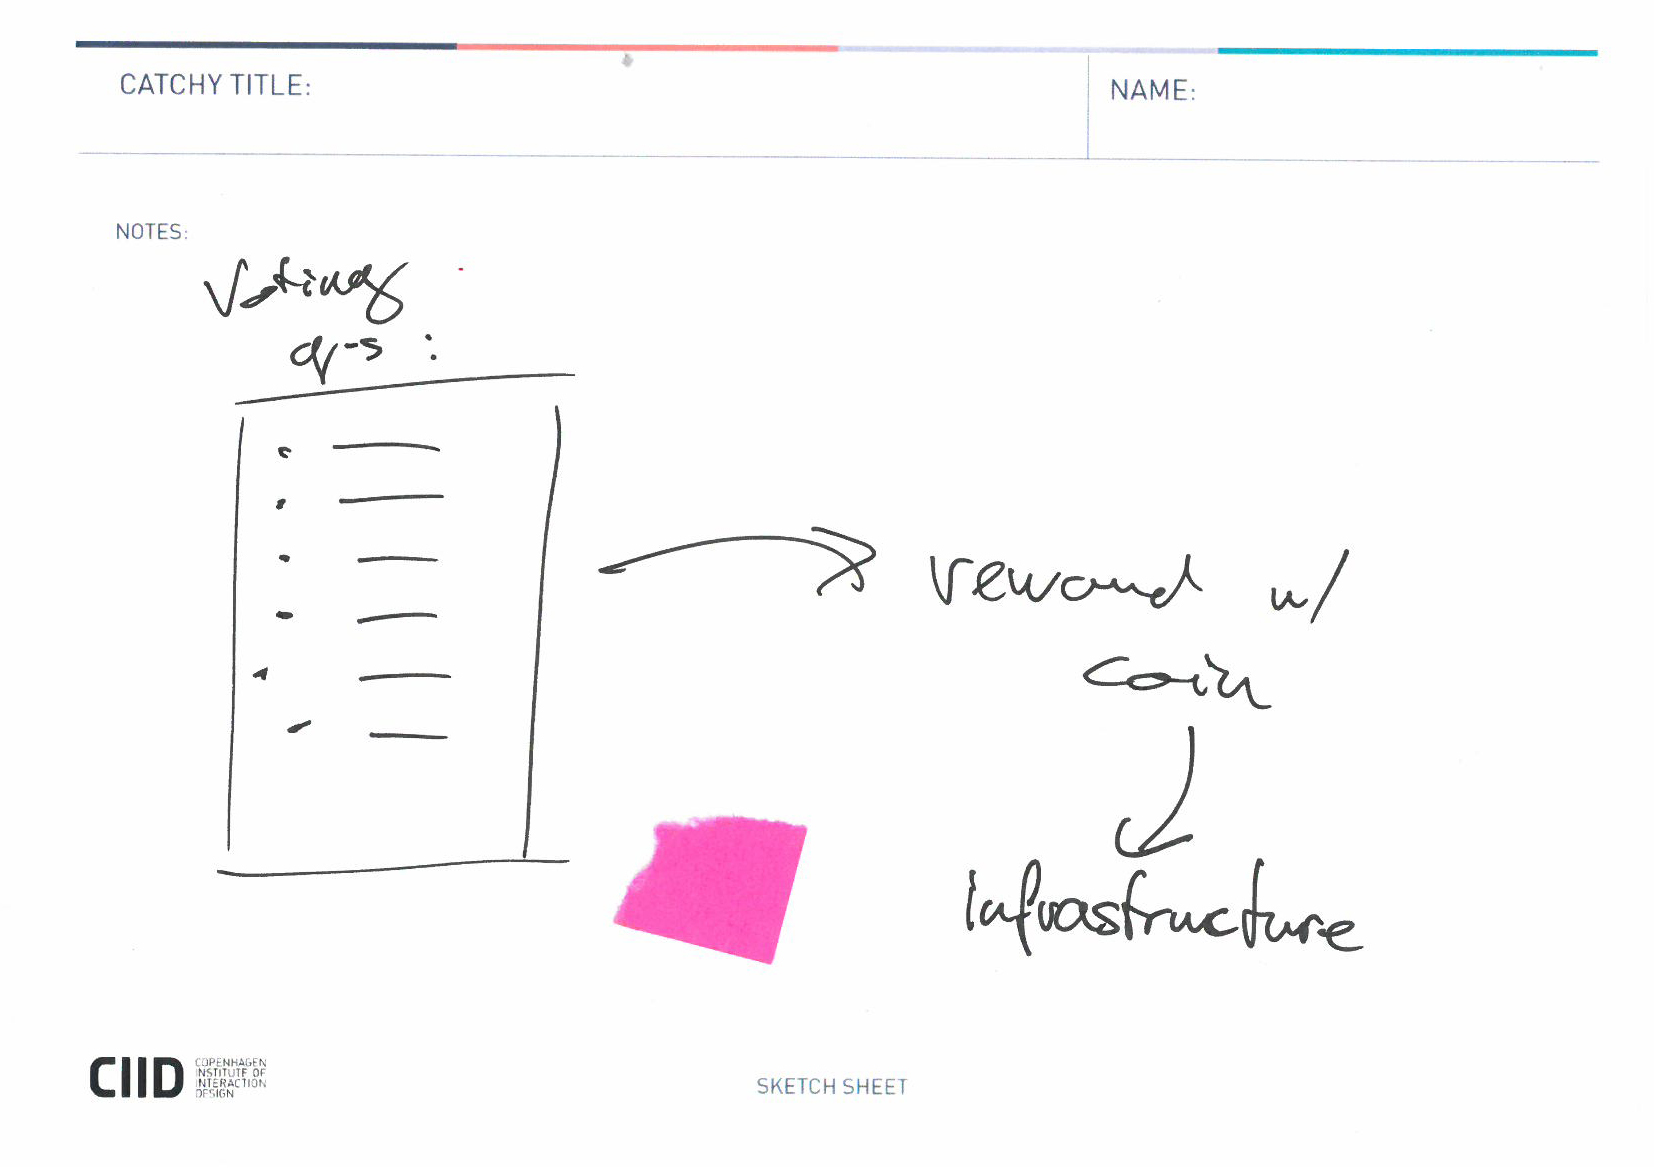 CATCHY TITLE:
NAME:
NOTES:
Voting
q-s :
reward w/
coin
infrastructure
CIID
COPENHAGEN
INSTITUTE OF
INTERACTION
DESIGN
SKETCH SHEET